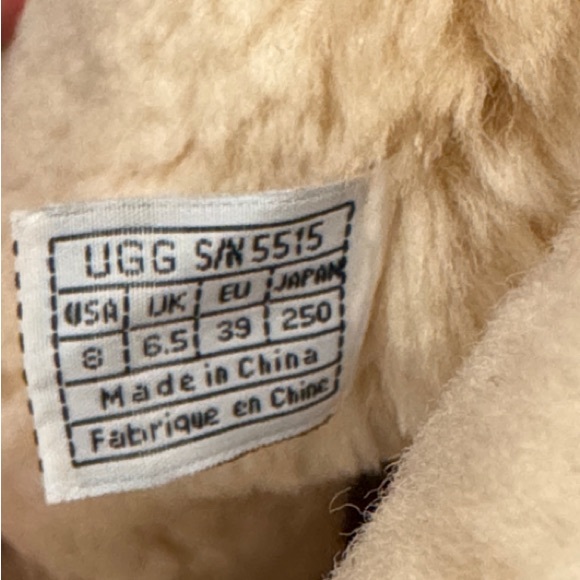 UGG S/N 5515
USA UK EU JAPAN
8 6.5 39 250
Made in China
Fabrique en Chine